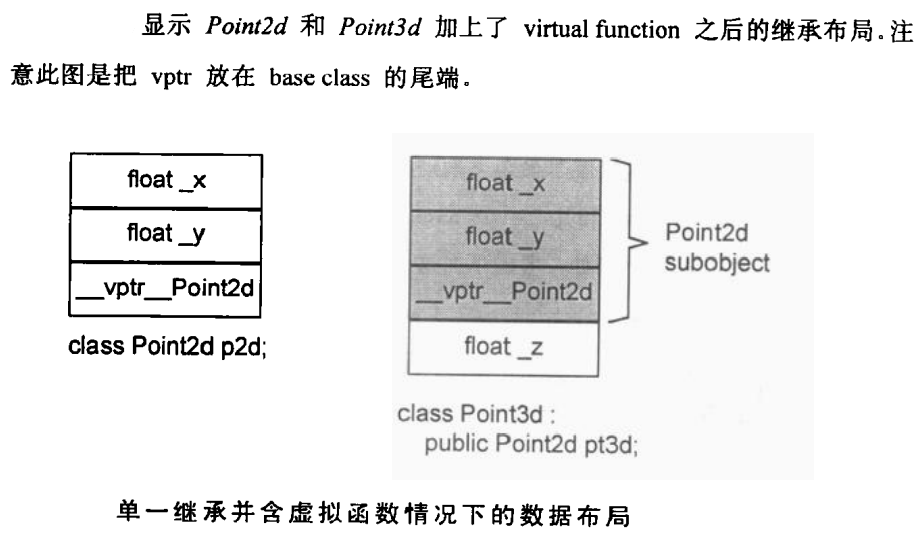 显示 Point2d 和 Point3d 加上了 virtual function 之后的继承布局。注
意此图是把 vptr 放在 base class 的尾端。
float _x
float _y
__vptr__Point2d
class Point2d p2d;
float _x
float _y
__vptr__Point2d
float _z
Point2d
subobject
class Point3d :
public Point2d pt3d;
单一继承并含虚拟函数情况下的数据布局